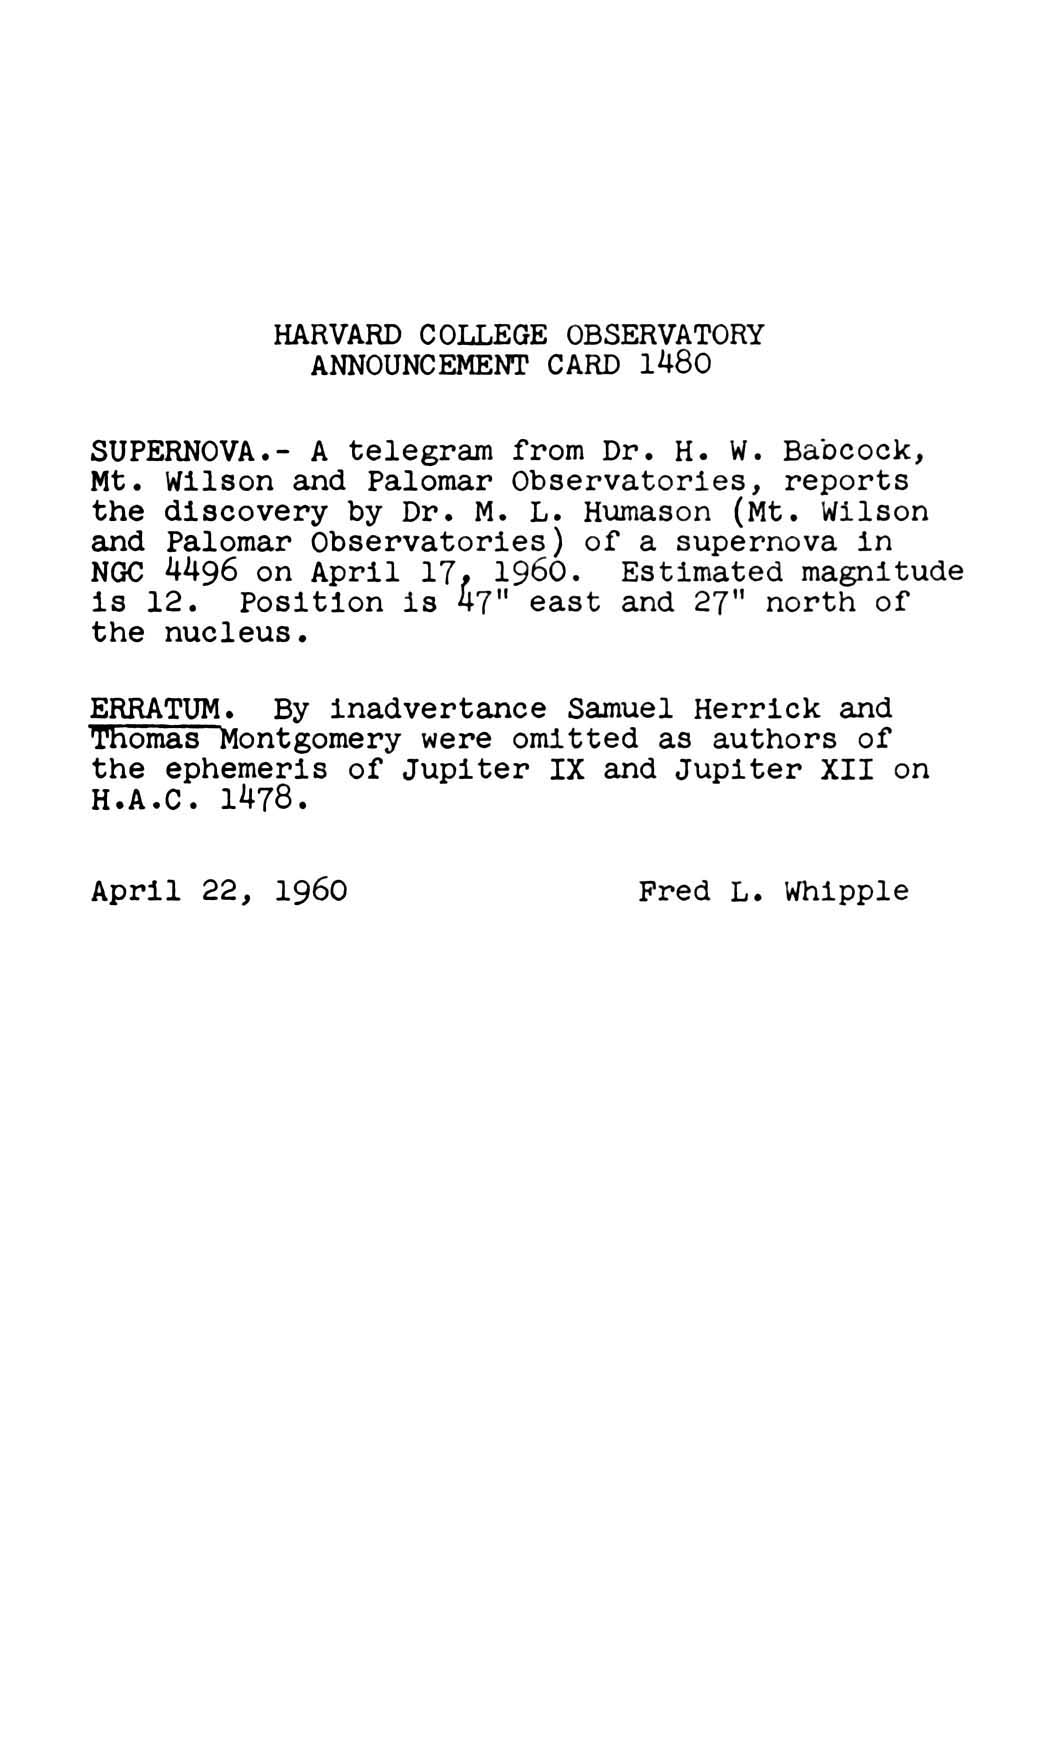 HARVARD COLLEGE OBSERVATORY
ANNOUNCEMENT CARD 1480
SUPERNOVA.- A telegram from Dr. H. W. Babcock,
Mt. Wilson and Palomar Observatories, reports
the discovery by Dr. M. L. Humason (Mt. Wilson
and Palomar Observatories) of a supernova in
NGC 4496 on April 17, 1960. Estimated magnitude
is 12. Position is 47" east and 27" north of
the nucleus.
ERRATUM. By inadvertance Samuel Herrick and
Thomas Montgomery were omitted as authors of
the ephemeris of Jupiter IX and Jupiter XII on
H.A.C. 1478.
April 22, 1960 Fred L. Whipple